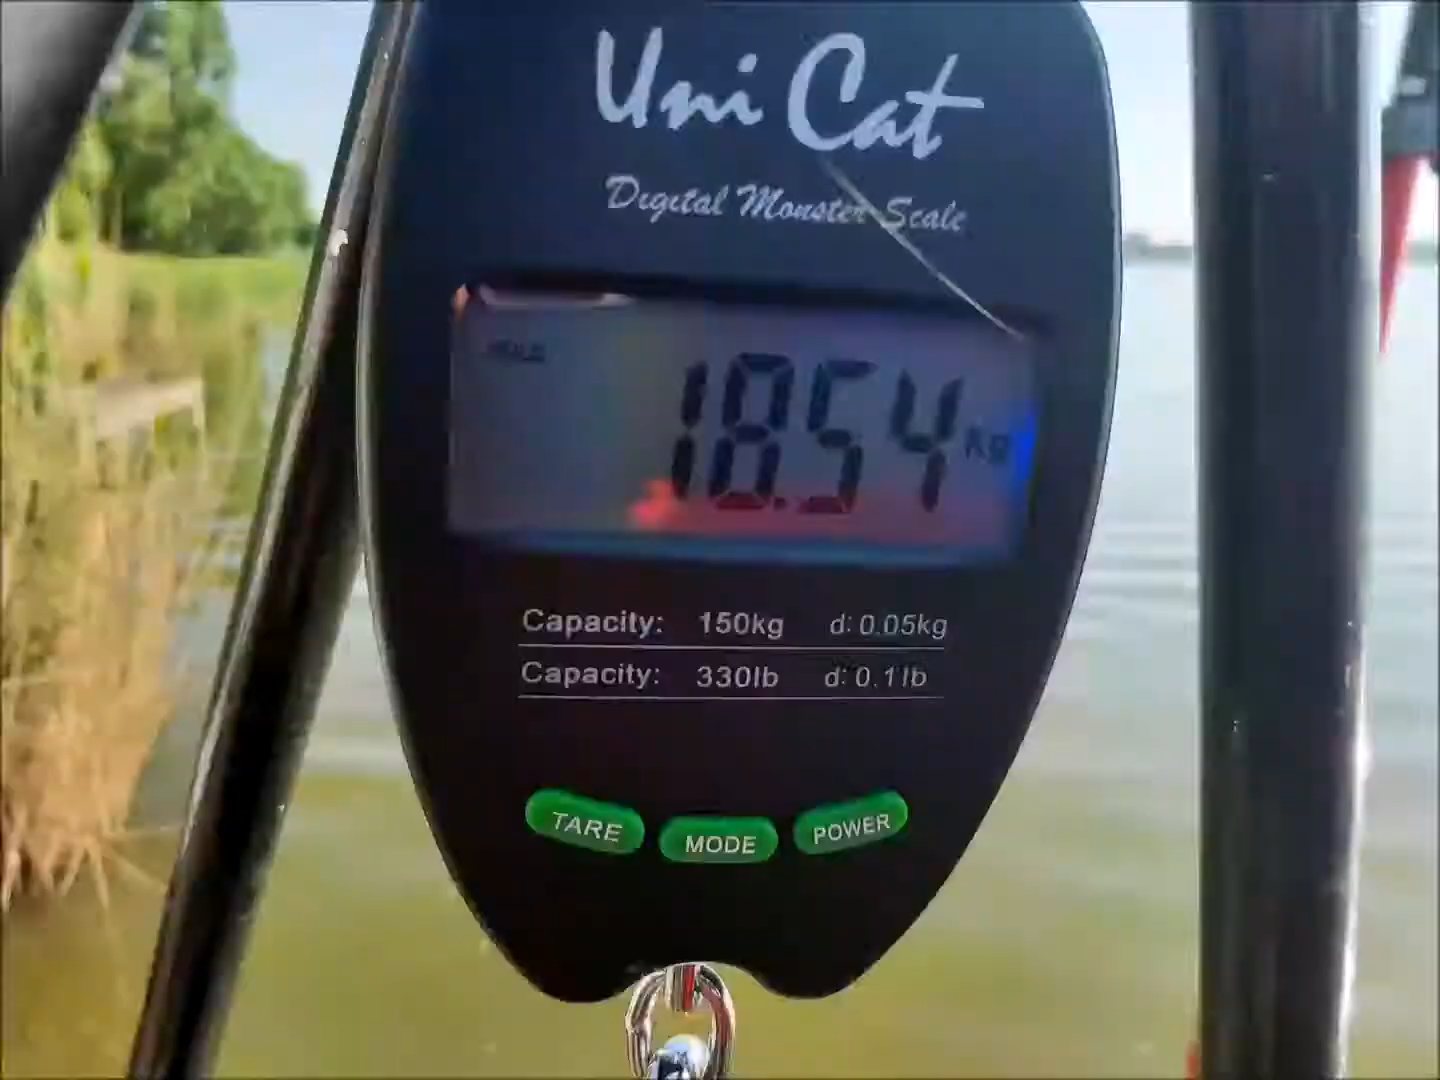 Uni Cat
Digital Monster Scale
HOLD
18.54 Kg
Capacity: 150kg d: 0.05kg
Capacity: 330lb d: 0.1lb
TARE MODE POWER